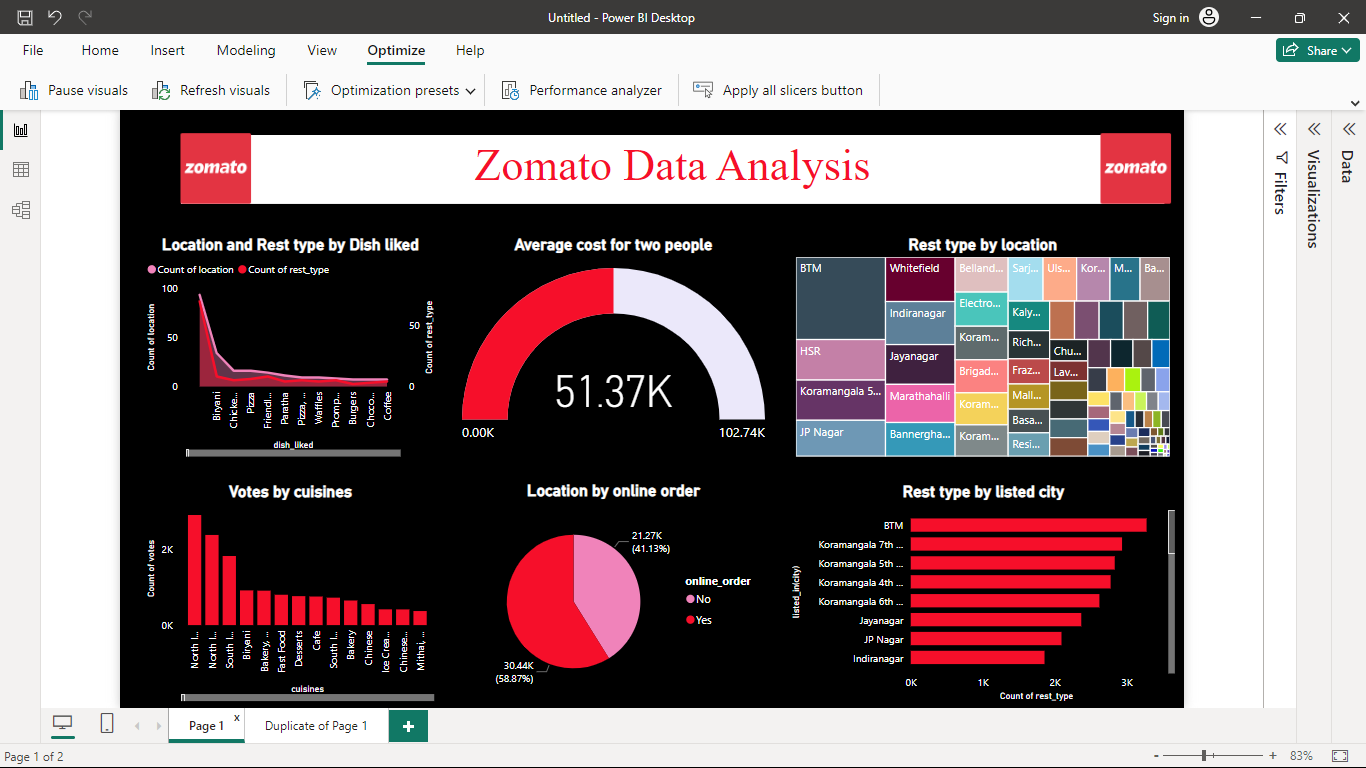 Untitled - Power BI Desktop
Sign in
File Home Insert Modeling View Optimize Help
Share
Pause visuals Refresh visuals Optimization presets Performance analyzer Apply all slicers button
zomato Zomato Data Analysis zomato
Filters
Visualizations
Data
Location and Rest type by Dish liked
Count of location Count of rest_type
Count of location
100
50
0
Count of rest_type
50
0
Biryani
Chicke...
Pizza
Friendl...
Paratha
Pizza, ...
Waffles
Promp...
Burgers
Choco...
Coffee
dish_liked
Average cost for two people
51.37K
0.00K 102.74K
Rest type by location
BTM
HSR
Koramangala 5...
JP Nagar
Whitefield
Indiranagar
Jayanagar
Marathahalli
Bannergha...
Belland...
Electro...
Koram...
Brigad...
Koram...
Koram...
Sarj...
Kaly...
Rich...
Fraz...
Mall...
Basa...
Resi...
Uls...
Kor...
M...
Ba...
Chu...
Lav...
Votes by cuisines
Count of votes
2K
0K
North I...
North I...
South I...
Biryani
Bakery, ...
Fast Food
Desserts
Cafe
South I...
Bakery
Chinese
Ice Crea...
Chinese...
Mithai, ...
cuisines
Location by online order
21.27K
(41.13%)
30.44K
(58.87%)
online_order
No
Yes
Rest type by listed city
listed_in(city)
BTM
Koramangala 7th ...
Koramangala 5th ...
Koramangala 4th ...
Koramangala 6th ...
Jayanagar
JP Nagar
Indiranagar
0K 1K 2K 3K
Count of rest_type
Page 1 x Duplicate of Page 1 +
Page 1 of 2
- + 83%